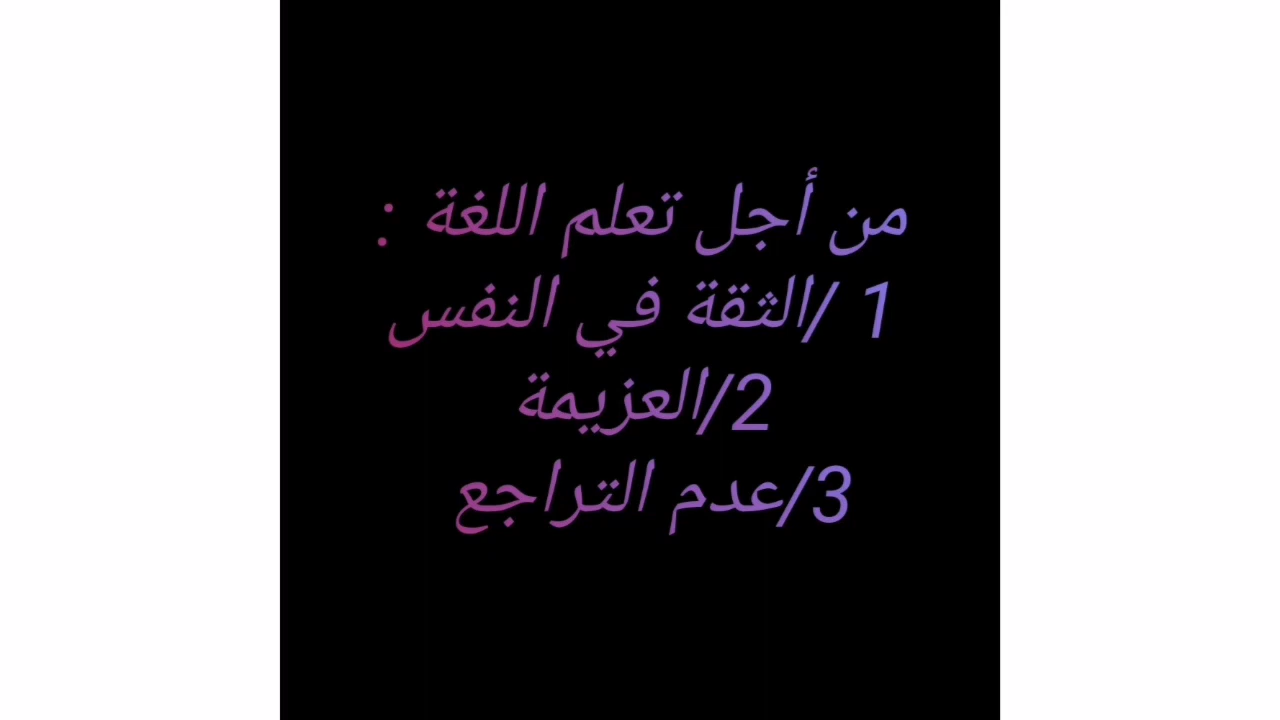 من أجل تعلم اللغة :
1 /الثقة في النفس
2/العزيمة
3/عدم التراجع